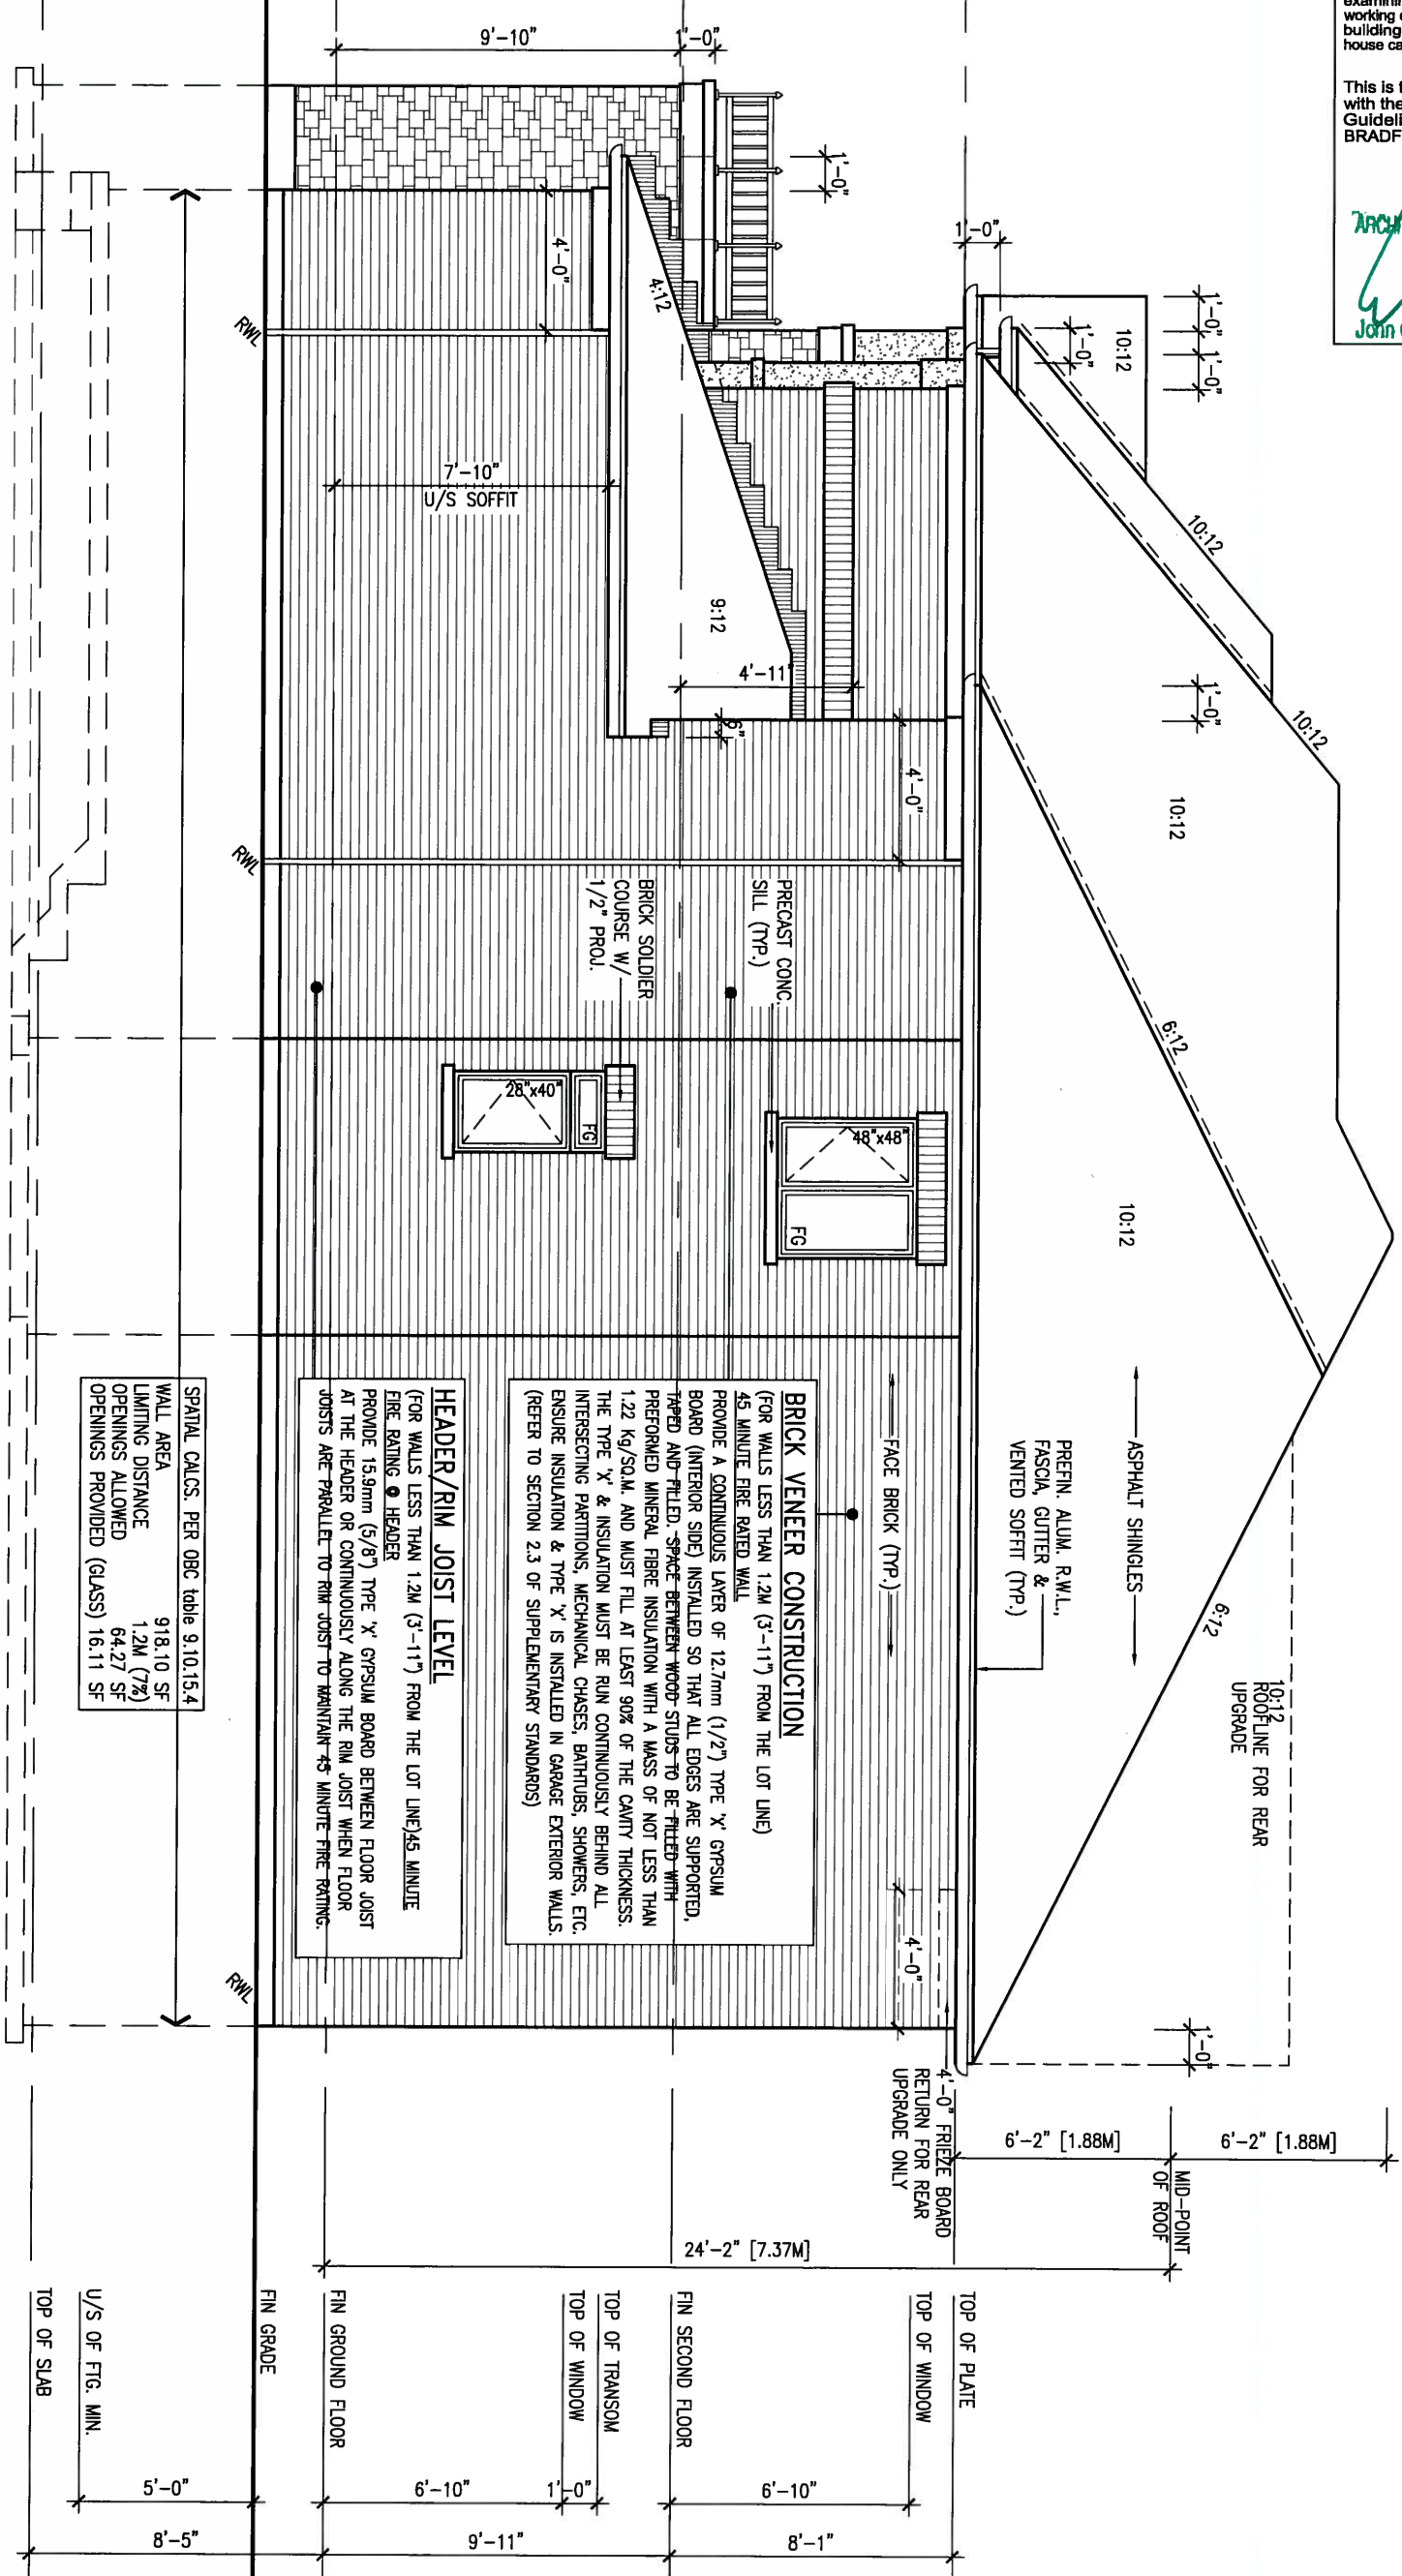 examinin
working
building
house ca
This is t
with the
Guideli
BRADF
John
9'-10"
1'-0"
1'-0"
1'-0"
1'-0"
1'-0"
1'-0"
10:12
10:12
10:12
10:12
10:12
1'-0"
4'-0"
4:12
RWL
7'-10"
U/S SOFFIT
9:12
4'-11"
6"
4'-0"
RWL
6:12
6:12
10:12
ROOFLINE FOR REAR
UPGRADE
ASPHALT SHINGLES
PREFIN. ALUM. R.W.L.,
FASCIA, GUTTER &
VENTED SOFFIT (TYP.)
PRECAST CONC.
SILL (TYP.)
BRICK SOLDIER
COURSE W/
1/2" PROJ.
48"x48"
FG
28"x40"
FG
FACE BRICK (TYP.)
BRICK VENEER CONSTRUCTION
(FOR WALLS LESS THAN 1.2M (3'-11") FROM THE LOT LINE)
45 MINUTE FIRE RATED WALL
PROVIDE A CONTINUOUS LAYER OF 12.7mm (1/2") TYPE 'X' GYPSUM
BOARD (INTERIOR SIDE) INSTALLED SO THAT ALL EDGES ARE SUPPORTED,
TAPED AND FILLED. SPACE BETWEEN WOOD STUDS TO BE FILLED WITH
PREFORMED MINERAL FIBRE INSULATION WITH A MASS OF NOT LESS THAN
1.22 Kg/SQ.M. AND MUST FILL AT LEAST 90% OF THE CAVITY THICKNESS.
THE TYPE 'X' & INSULATION MUST BE RUN CONTINUOUSLY BEHIND ALL
INTERSECTING PARTITIONS, MECHANICAL CHASES, BATHTUBS, SHOWERS, ETC.
ENSURE INSULATION & TYPE 'X' IS INSTALLED IN GARAGE EXTERIOR WALLS.
(REFER TO SECTION 2.3 OF SUPPLEMENTARY STANDARDS)
HEADER/RIM JOIST LEVEL
(FOR WALLS LESS THAN 1.2M (3'-11") FROM THE LOT LINE)45 MINUTE
FIRE RATING @ HEADER
PROVIDE 15.9mm (5/8") TYPE 'X' GYPSUM BOARD BETWEEN FLOOR JOIST
AT THE HEADER OR CONTINUOUSLY ALONG THE RIM JOIST WHEN FLOOR
JOISTS ARE PARALLEL TO RIM JOIST TO MAINTAIN 45 MINUTE FIRE RATING.
SPATIAL CALCS. PER OBC table 9.10.15.4
WALL AREA 918.10 SF
LIMITING DISTANCE 1.2M (7%)
OPENINGS ALLOWED 64.27 SF
OPENINGS PROVIDED (GLASS) 16.11 SF
RWL
4'-0"
1'-0"
4'-0" FRIEZE BOARD
RETURN FOR REAR
UPGRADE ONLY
6'-2" [1.88M]
6'-2" [1.88M]
MID-POINT
OF ROOF
24'-2" [7.37M]
TOP OF PLATE
TOP OF WINDOW
FIN SECOND FLOOR
TOP OF TRANSOM
TOP OF WINDOW
FIN GROUND FLOOR
FIN GRADE
U/S OF FTG. MIN.
TOP OF SLAB
5'-0"
6'-10"
1'-0"
6'-10"
8'-5"
9'-11"
8'-1"